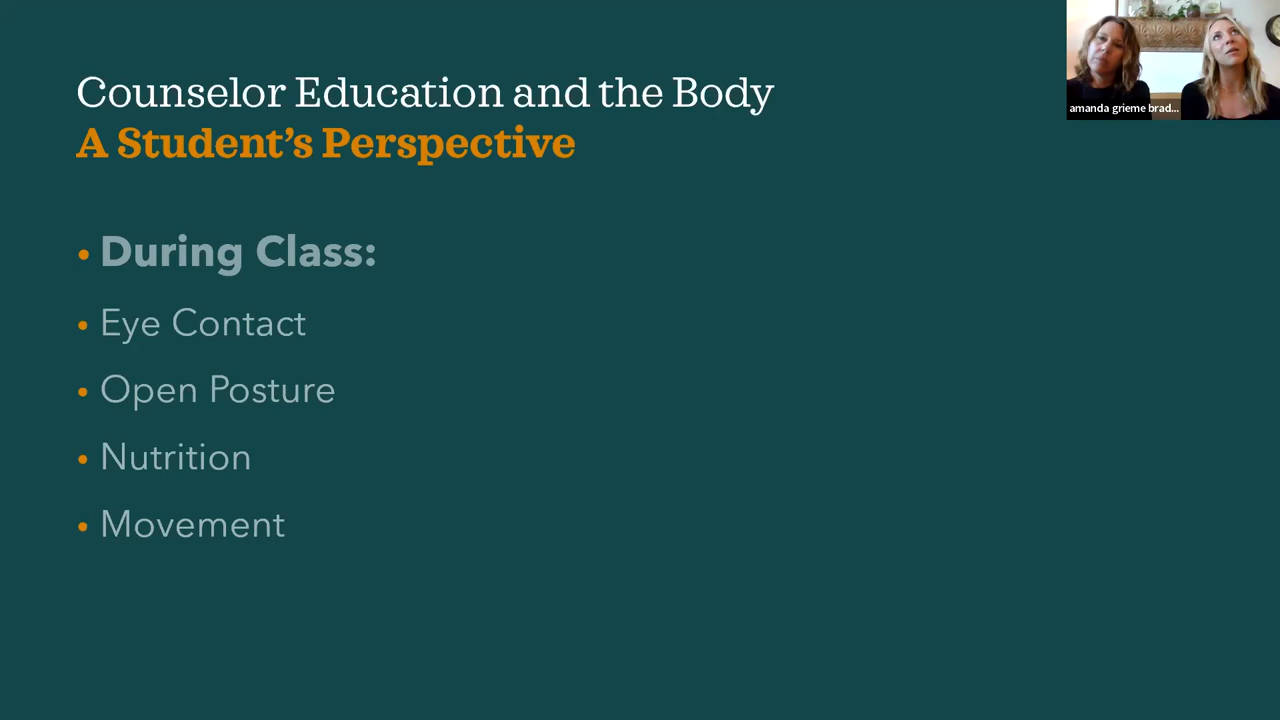 Counselor Education and the Body
A Student’s Perspective
• During Class:
• Eye Contact
• Open Posture
• Nutrition
• Movement
amanda grieme brad...